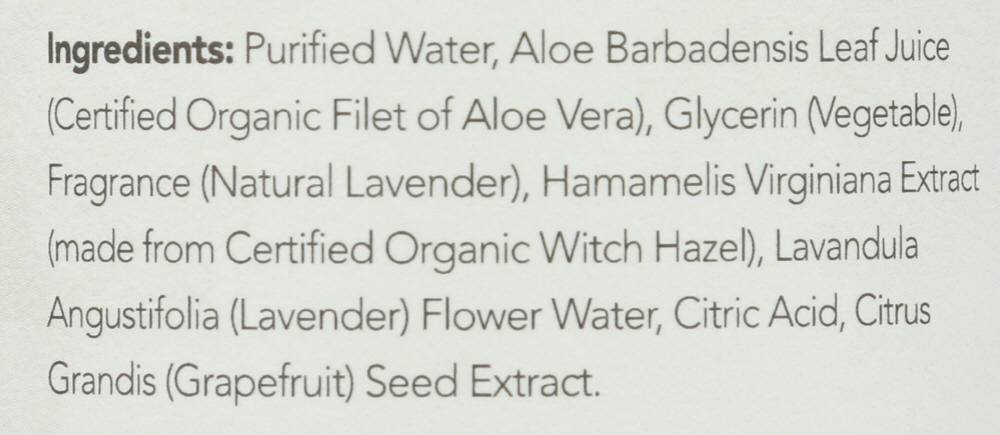 Ingredients: Purified Water, Aloe Barbadensis Leaf Juice
(Certified Organic Filet of Aloe Vera), Glycerin (Vegetable),
Fragrance (Natural Lavender), Hamamelis Virginiana Extract
(made from Certified Organic Witch Hazel), Lavandula
Angustifolia (Lavender) Flower Water, Citric Acid, Citrus
Grandis (Grapefruit) Seed Extract.